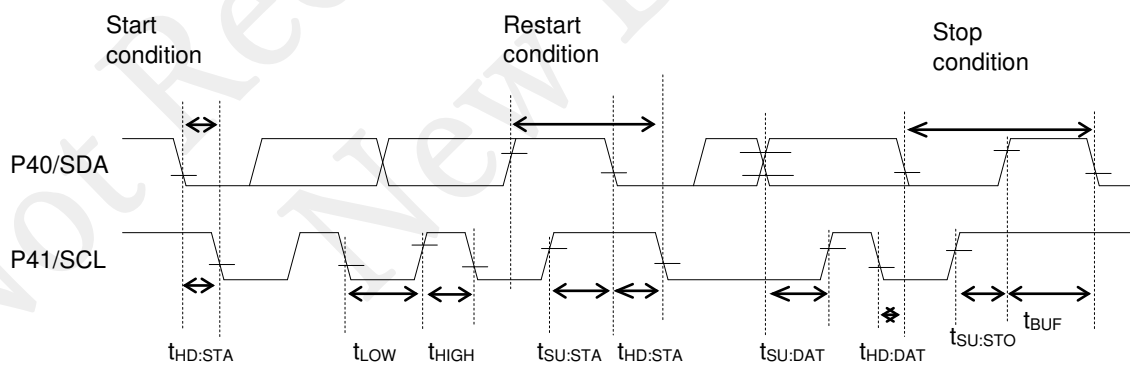 Start
condition
Restart
condition
Stop
condition
P40/SDA
P41/SCL
tHD:STA
tLOW
tHIGH
tSU:STA
tHD:STA
tSU:DAT
tHD:DAT
tSU:STO
tBUF